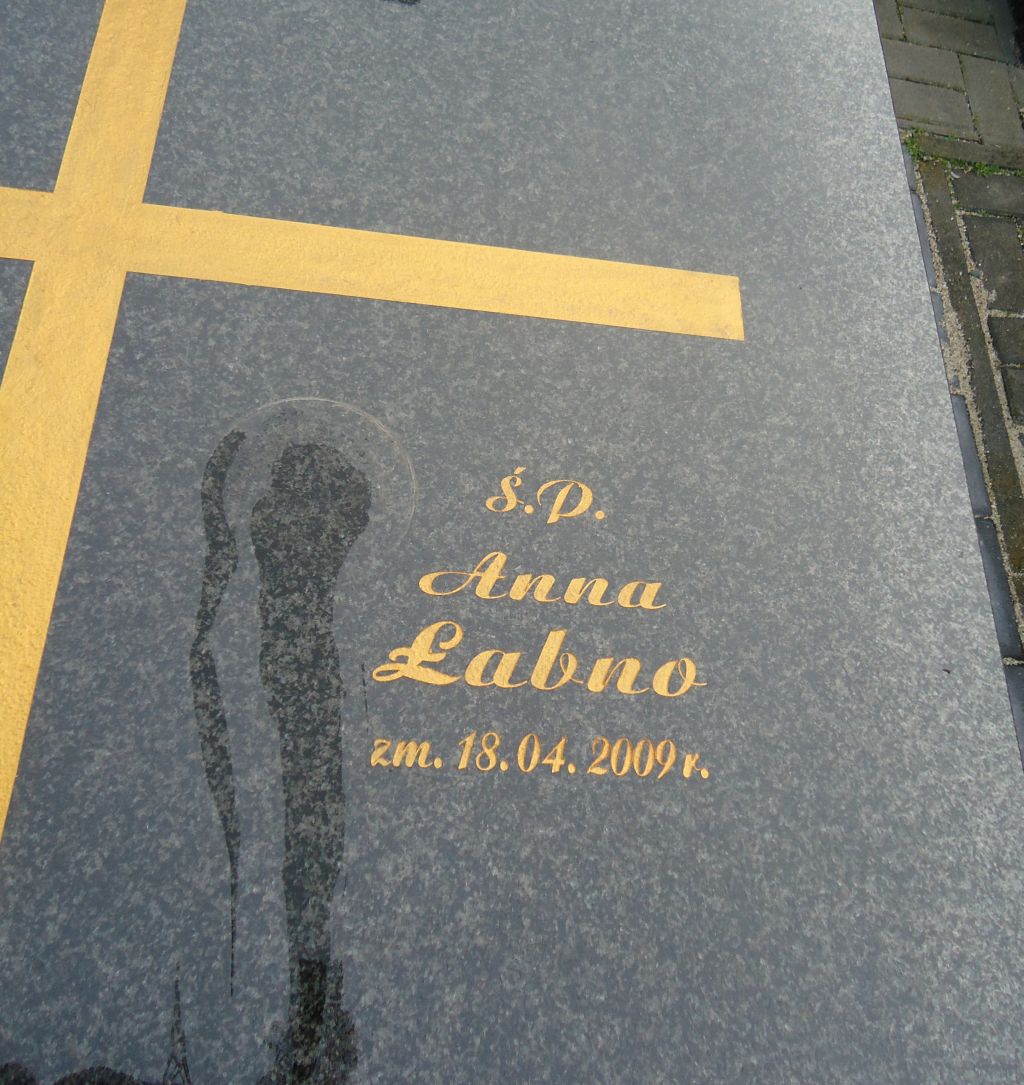 Ś.P.
Anna
Łabno
zm. 18.04.2009 r.